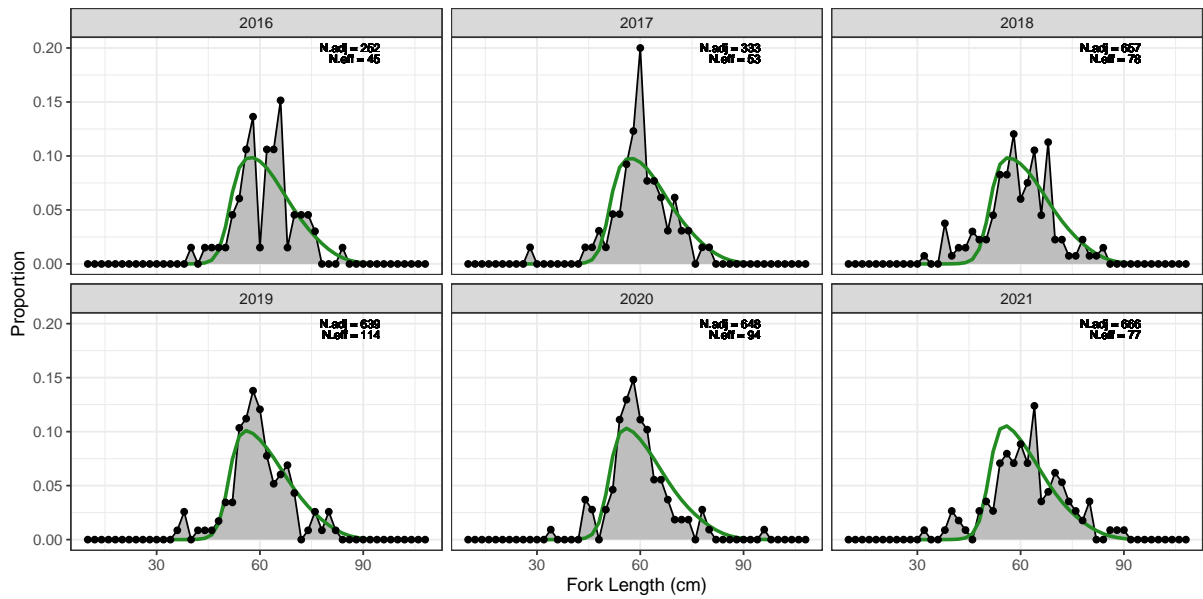 2016
2017
2018
N.adj = 252
N.eff = 45
N.adj = 333
N.eff = 53
N.adj = 657
N.eff = 78
0.20
0.15
0.10
0.05
0.00
2019
2020
2021
N.adj = 639
N.eff = 114
N.adj = 648
N.eff = 94
N.adj = 666
N.eff = 77
0.20
0.15
0.10
0.05
0.00
30 60 90
30 60 90
30 60 90
Proportion
Fork Length (cm)